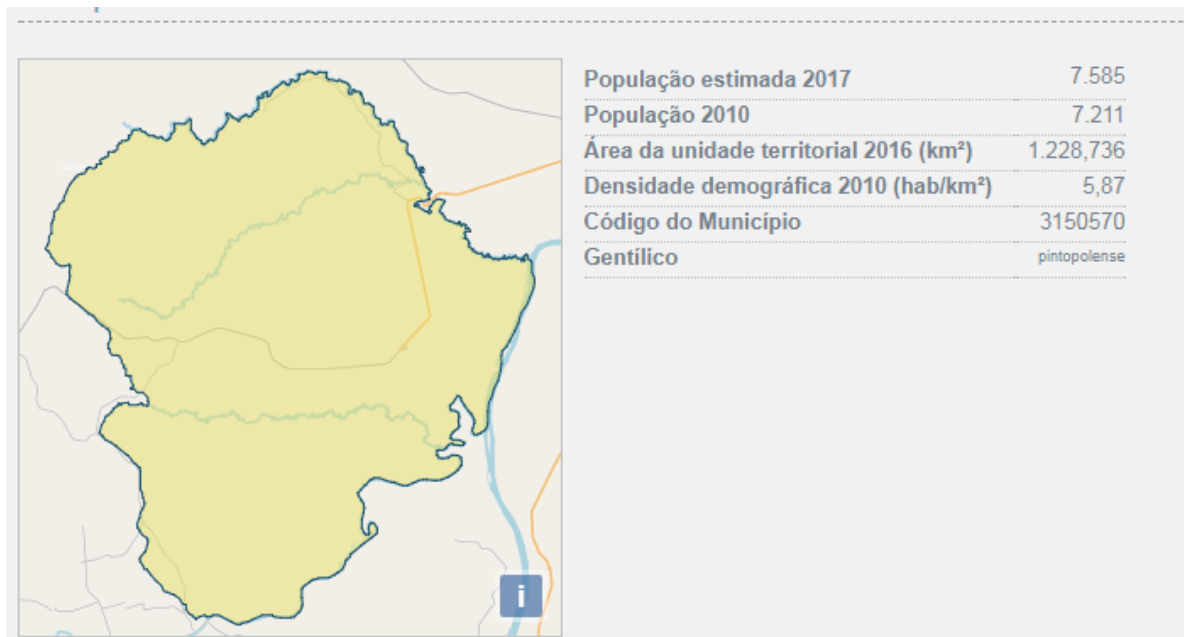 População estimada 2017 7.585
População 2010 7.211
Área da unidade territorial 2016 (km²) 1.228,736
Densidade demográfica 2010 (hab/km²) 5,87
Código do Município 3150570
Gentílico pintopolense
i